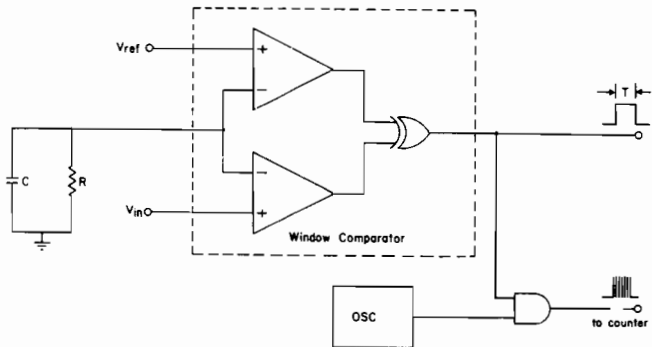 Vref
+
−
T
C
R
−
Vin
+
Window Comparator
OSC
to counter